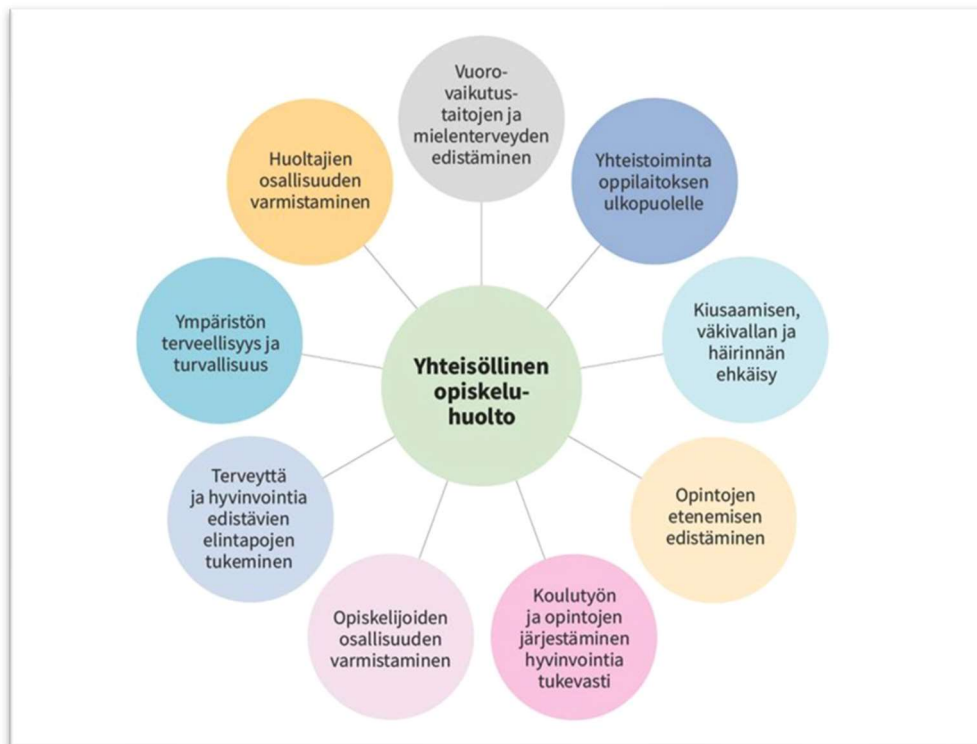 Vuoro-
vaikutus-
taitojen ja
mielenterveyden
edistäminen
Yhteistoiminta
oppilaitoksen
ulkopuolelle
Kiusaamisen,
väkivallan ja
häirinnän
ehkäisy
Opintojen
etenemisen
edistäminen
Koulutyön
ja opintojen
järjestäminen
hyvinvointia
tukevasti
Opiskelijoiden
osallisuuden
varmistaminen
Terveyttä
ja hyvinvointia
edistävien
elintapojen
tukeminen
Ympäristön
terveellisyys ja
turvallisuus
Huoltajien
osallisuuden
varmistaminen
Yhteisöllinen
opiskelu-
huolto